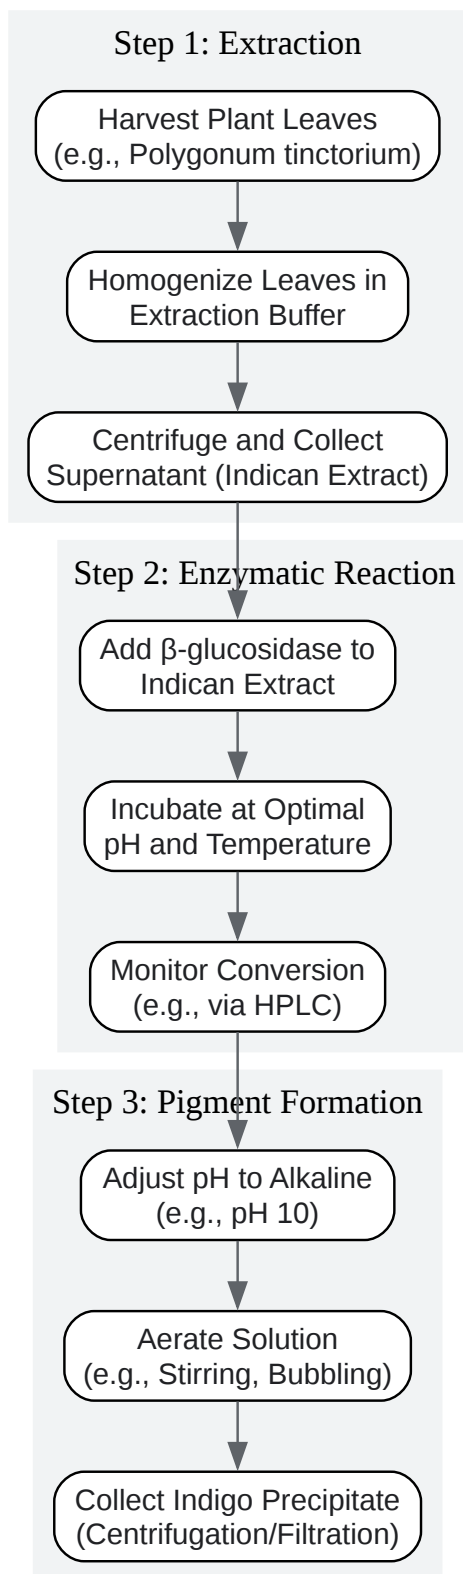 Step 1: Extraction
Harvest Plant Leaves
(e.g., Polygonum tinctorium)
Homogenize Leaves in
Extraction Buffer
Centrifuge and Collect
Supernatant (Indican Extract)
Step 2: Enzymatic Reaction
Add β-glucosidase to
Indican Extract
Incubate at Optimal
pH and Temperature
Monitor Conversion
(e.g., via HPLC)
Step 3: Pigment Formation
Adjust pH to Alkaline
(e.g., pH 10)
Aerate Solution
(e.g., Stirring, Bubbling)
Collect Indigo Precipitate
(Centrifugation/Filtration)